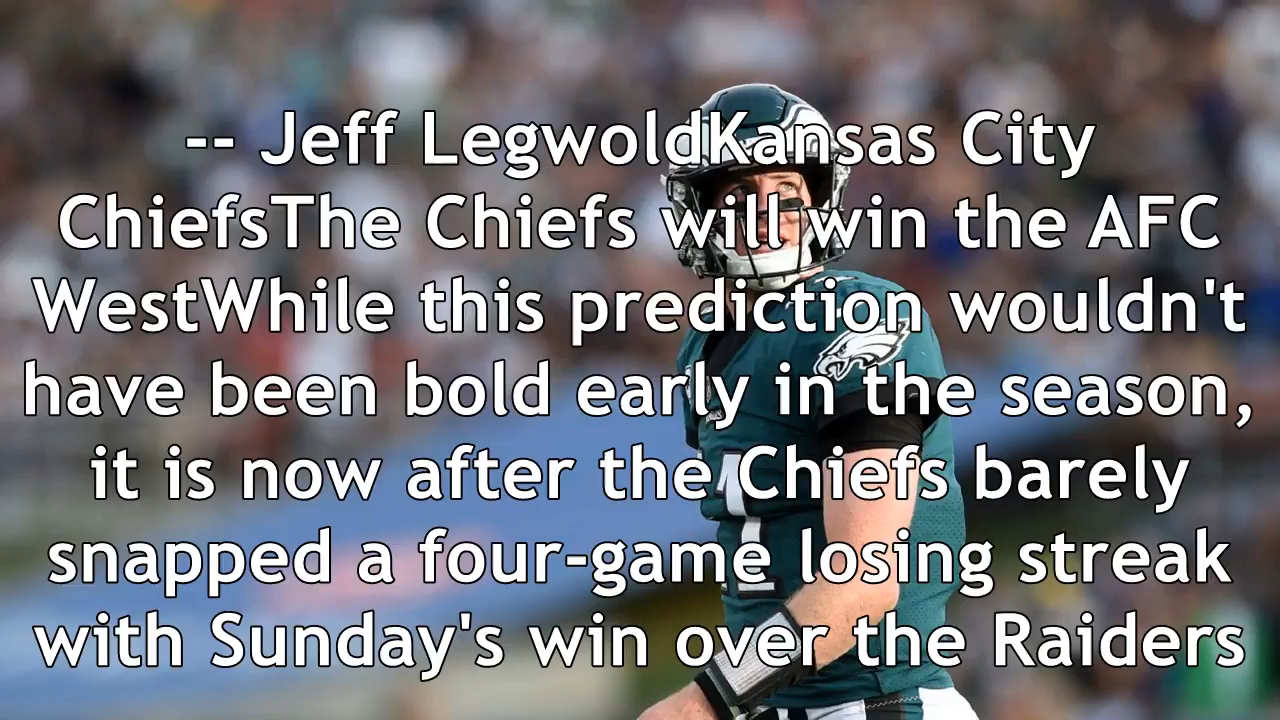 -- Jeff LegwoldKansas City
ChiefsThe Chiefs will win the AFC
WestWhile this prediction wouldn't
have been bold early in the season,
it is now after the Chiefs barely
snapped a four-game losing streak
with Sunday's win over the Raiders